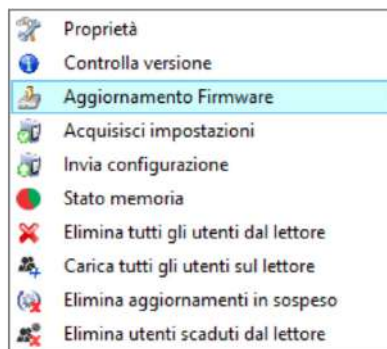 Proprietà
Controlla versione
Aggiornamento Firmware
Acquisisci impostazioni
Invia configurazione
Stato memoria
Elimina tutti gli utenti dal lettore
Carica tutti gli utenti sul lettore
Elimina aggiornamenti in sospeso
Elimina utenti scaduti dal lettore